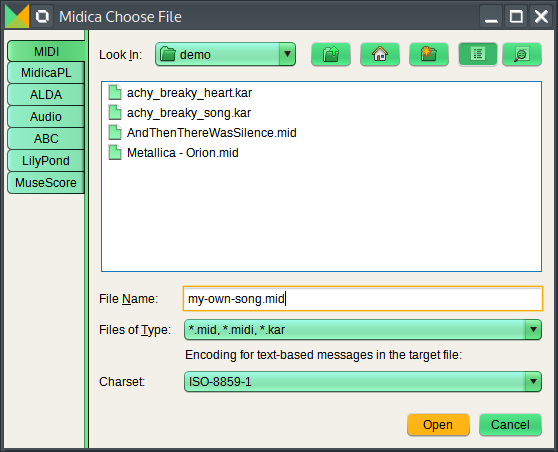 Midica Choose File
MIDI
MidicaPL
ALDA
Audio
ABC
LilyPond
MuseScore
Look In: demo
achy_breaky_heart.kar
achy_breaky_song.kar
AndThenThereWasSilence.mid
Metallica - Orion.mid
File Name: my-own-song.mid
Files of Type: *.mid, *.midi, *.kar
Encoding for text-based messages in the target file:
Charset: ISO-8859-1
Open Cancel